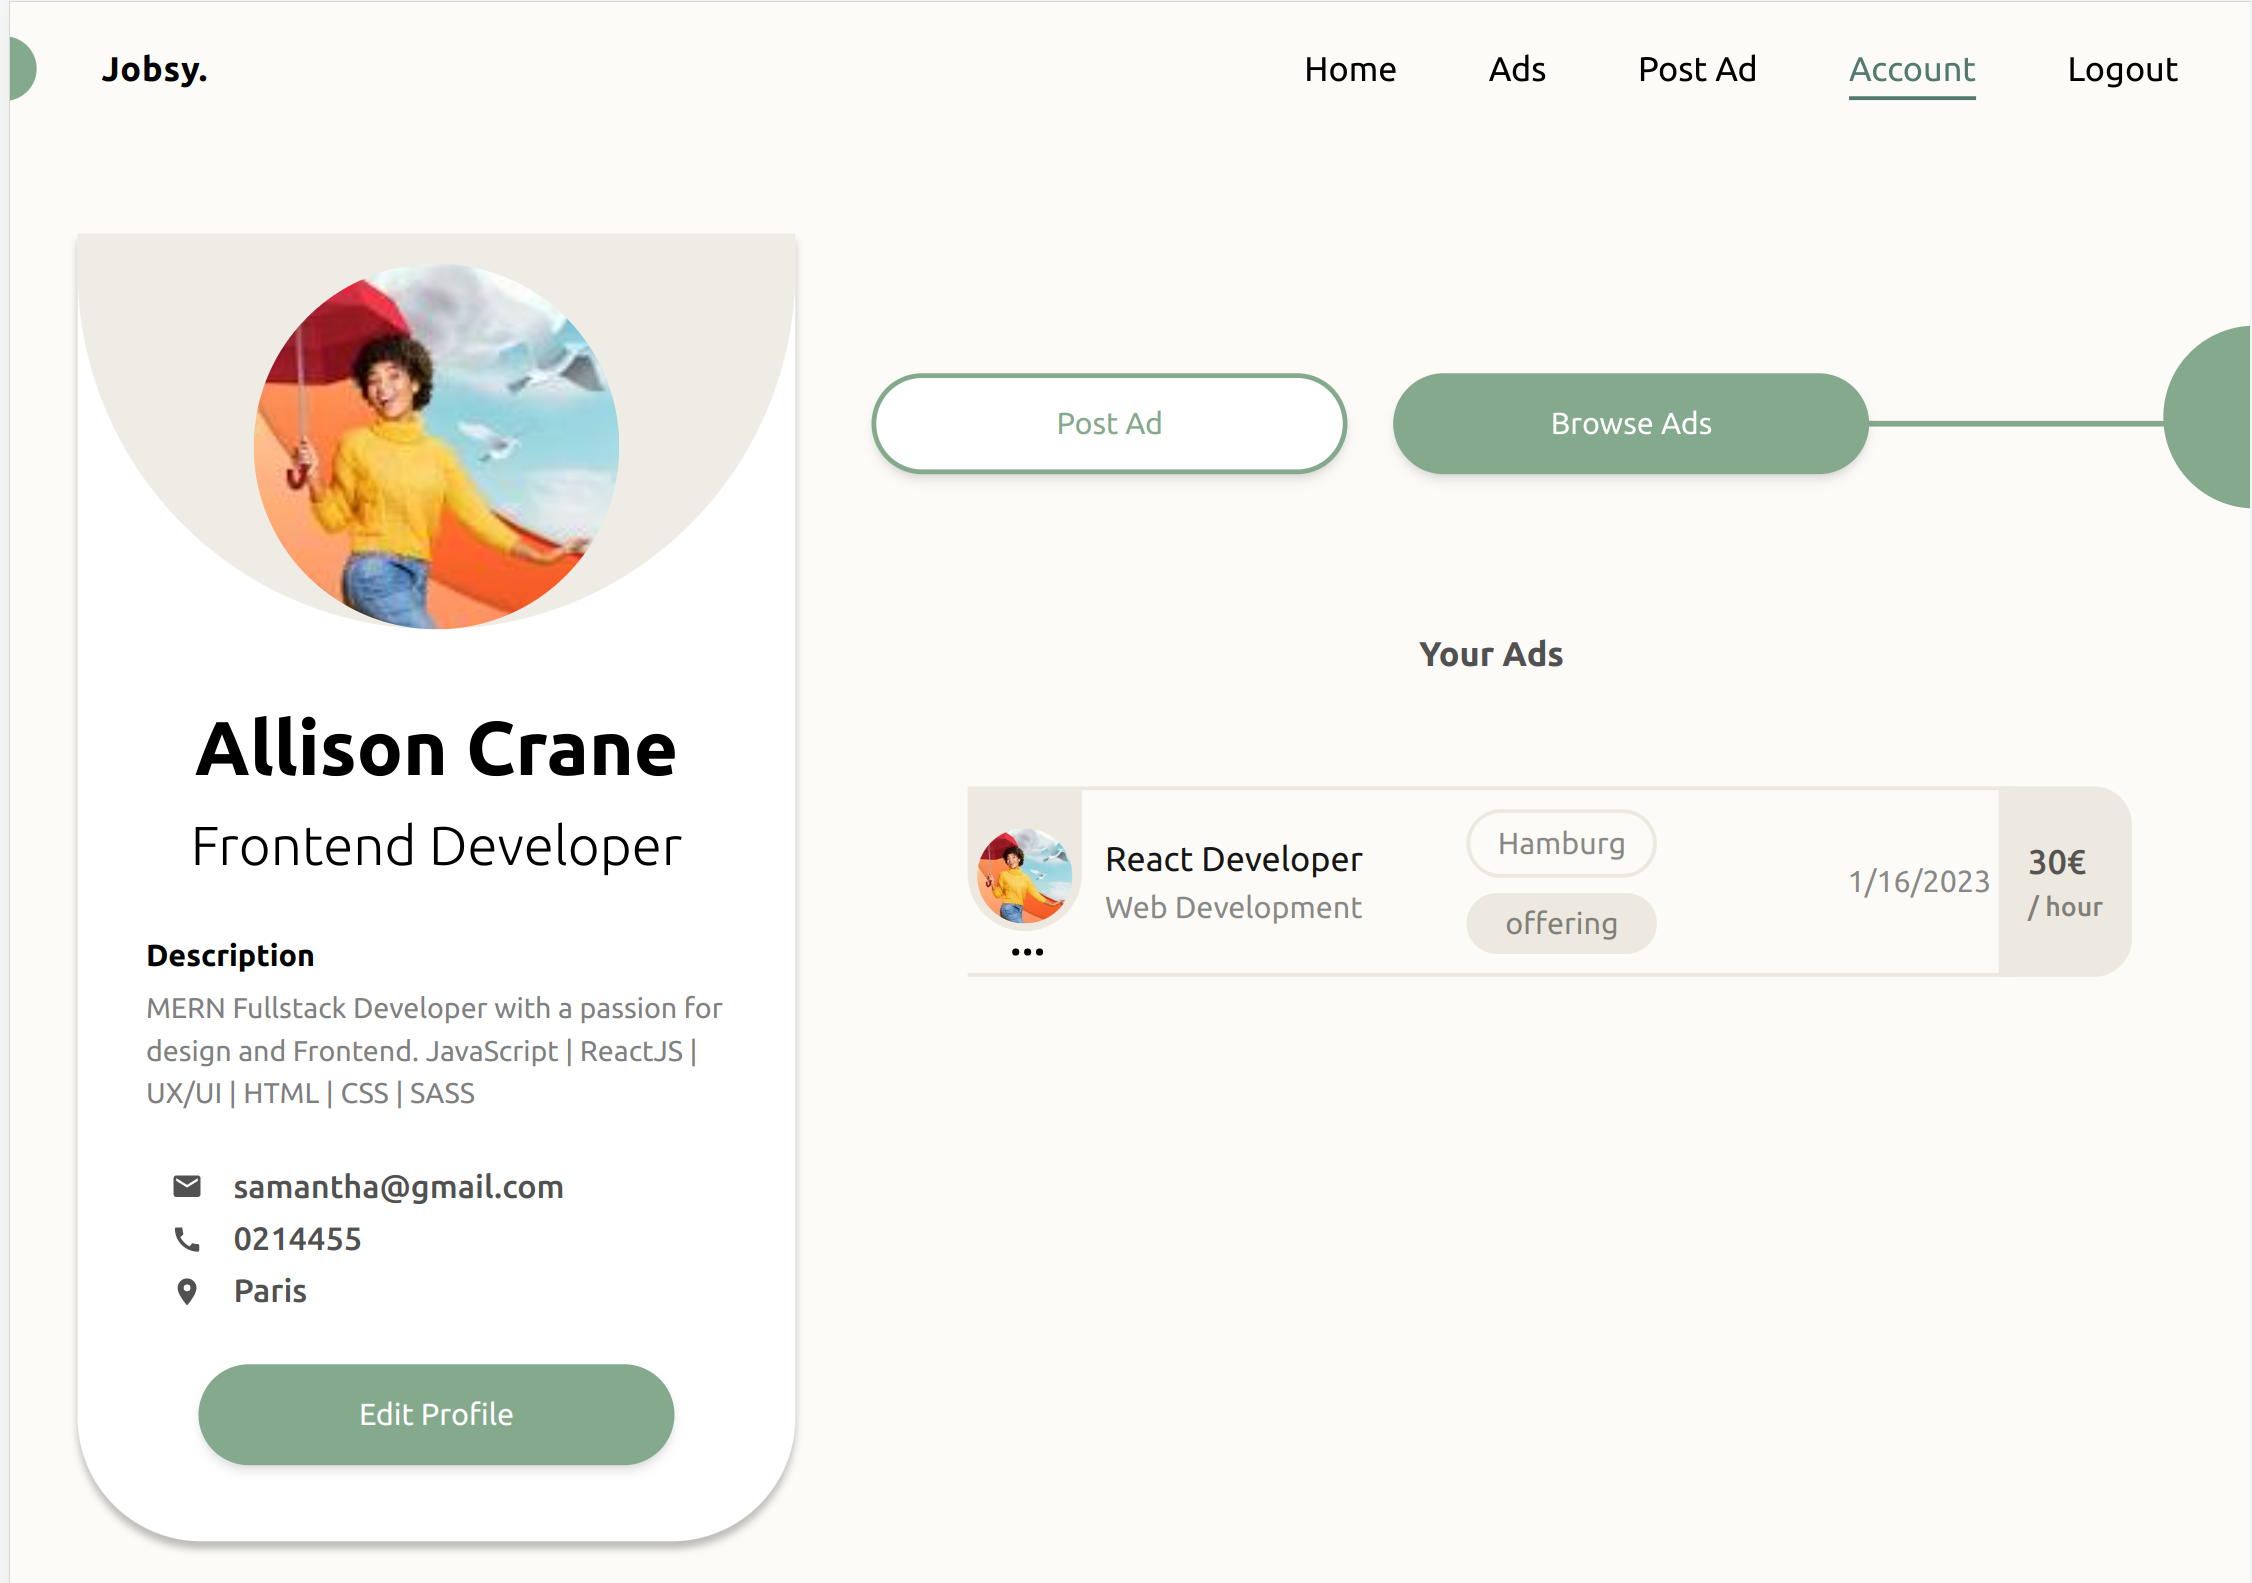 Jobsy.
Home
Ads
Post Ad
Account
Logout
Post Ad
Browse Ads
Allison Crane
Frontend Developer
Description
MERN Fullstack Developer with a passion for
design and Frontend. JavaScript | ReactJS |
UX/UI | HTML | CSS | SASS
samantha@gmail.com
0214455
Paris
Edit Profile
Your Ads
React Developer
Web Development
Hamburg
offering
1/16/2023
30€
/ hour